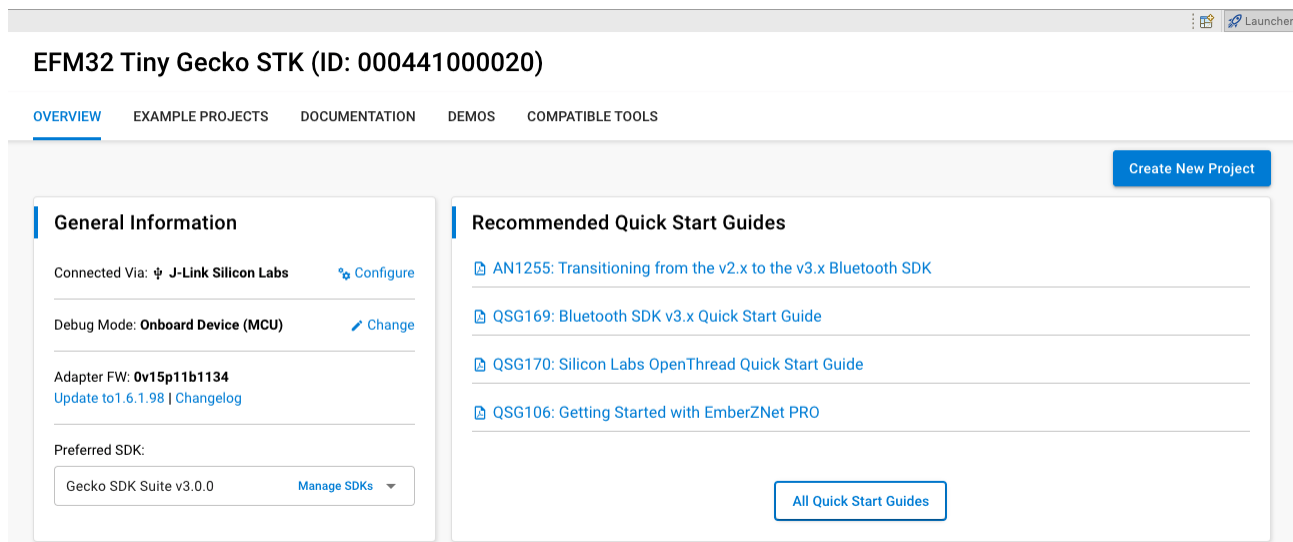 Launcher
EFM32 Tiny Gecko STK (ID: 000441000020)
OVERVIEW EXAMPLE PROJECTS DOCUMENTATION DEMOS COMPATIBLE TOOLS
Create New Project
General Information
Connected Via: J-Link Silicon Labs Configure
Debug Mode: Onboard Device (MCU) Change
Adapter FW: 0v15p11b1134
Update to1.6.1.98 | Changelog
Preferred SDK:
Gecko SDK Suite v3.0.0 Manage SDKs
Recommended Quick Start Guides
AN1255: Transitioning from the v2.x to the v3.x Bluetooth SDK
QSG169: Bluetooth SDK v3.x Quick Start Guide
QSG170: Silicon Labs OpenThread Quick Start Guide
QSG106: Getting Started with EmberZNet PRO
All Quick Start Guides